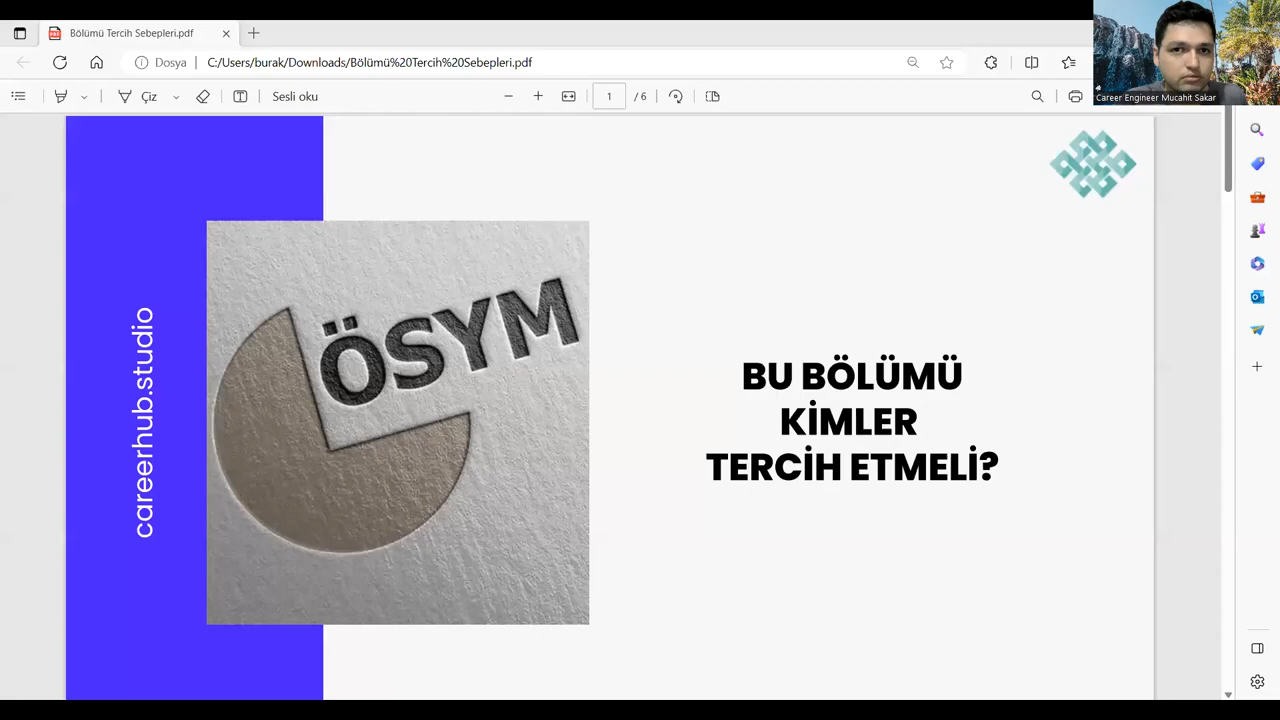 Bölümü Tercih Sebepleri.pdf
Dosya
C:/Users/burak/Downloads/Bölümü%20Tercih%20Sebepleri.pdf
Çiz
Sesli oku
1
/ 6
Career Engineer Mucahit Sakar
careerhub.studio
ÖSYM
BU BÖLÜMÜ
KİMLER
TERCİH ETMELİ?